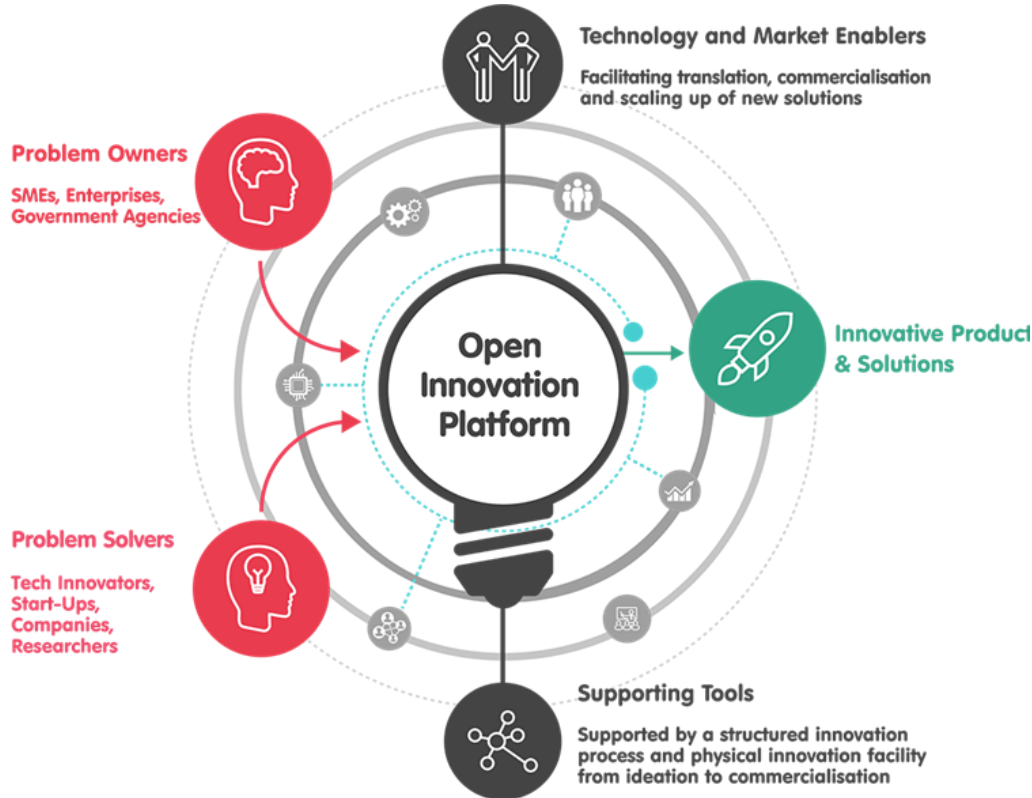 Technology and Market Enablers
Facilitating translation, commercialisation
and scaling up of new solutions
Problem Owners
SMEs, Enterprises,
Government Agencies
Open
Innovation
Platform
Innovative Product
& Solutions
Problem Solvers
Tech Innovators,
Start-Ups,
Companies,
Researchers
Supporting Tools
Supported by a structured innovation
process and physical innovation facility
from ideation to commercialisation